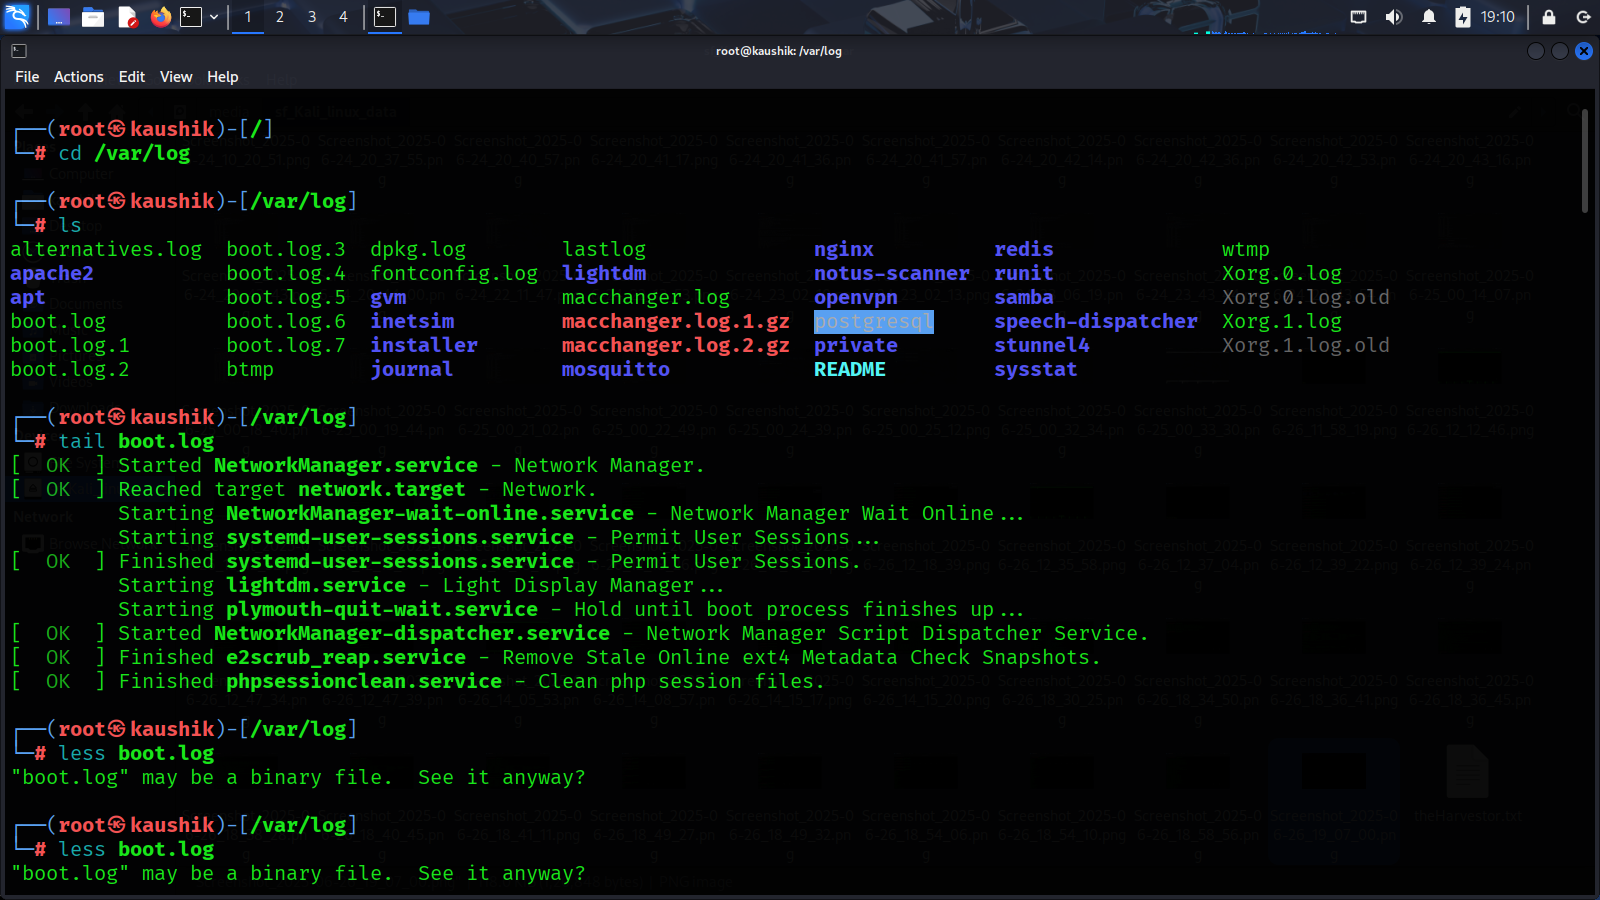 1 2 3 4 19:10
root@kaushik: /var/log
File Actions Edit View Help
┌──(root㉿kaushik)-[/]
└─# cd /var/log
┌──(root㉿kaushik)-[/var/log]
└─# ls
alternatives.log boot.log.3 dpkg.log lastlog nginx redis wtmp
apache2 boot.log.4 fontconfig.log lightdm notus-scanner runit Xorg.0.log
apt boot.log.5 gvm macchanger.log openvpn samba Xorg.0.log.old
boot.log boot.log.6 inetsim macchanger.log.1.gz postgresql speech-dispatcher Xorg.1.log
boot.log.1 boot.log.7 installer macchanger.log.2.gz private stunnel4 Xorg.1.log.old
boot.log.2 btmp journal mosquitto README sysstat
┌──(root㉿kaushik)-[/var/log]
└─# tail boot.log
[  OK  ] Started NetworkManager.service - Network Manager.
[  OK  ] Reached target network.target - Network.
Starting NetworkManager-wait-online.service - Network Manager Wait Online...
Starting systemd-user-sessions.service - Permit User Sessions...
[  OK  ] Finished systemd-user-sessions.service - Permit User Sessions.
Starting lightdm.service - Light Display Manager...
Starting plymouth-quit-wait.service - Hold until boot process finishes up...
[  OK  ] Started NetworkManager-dispatcher.service - Network Manager Script Dispatcher Service.
[  OK  ] Finished e2scrub_reap.service - Remove Stale Online ext4 Metadata Check Snapshots.
[  OK  ] Finished phpsessionclean.service - Clean php session files.
┌──(root㉿kaushik)-[/var/log]
└─# less boot.log
"boot.log" may be a binary file.  See it anyway?
┌──(root㉿kaushik)-[/var/log]
└─# less boot.log
"boot.log" may be a binary file.  See it anyway?